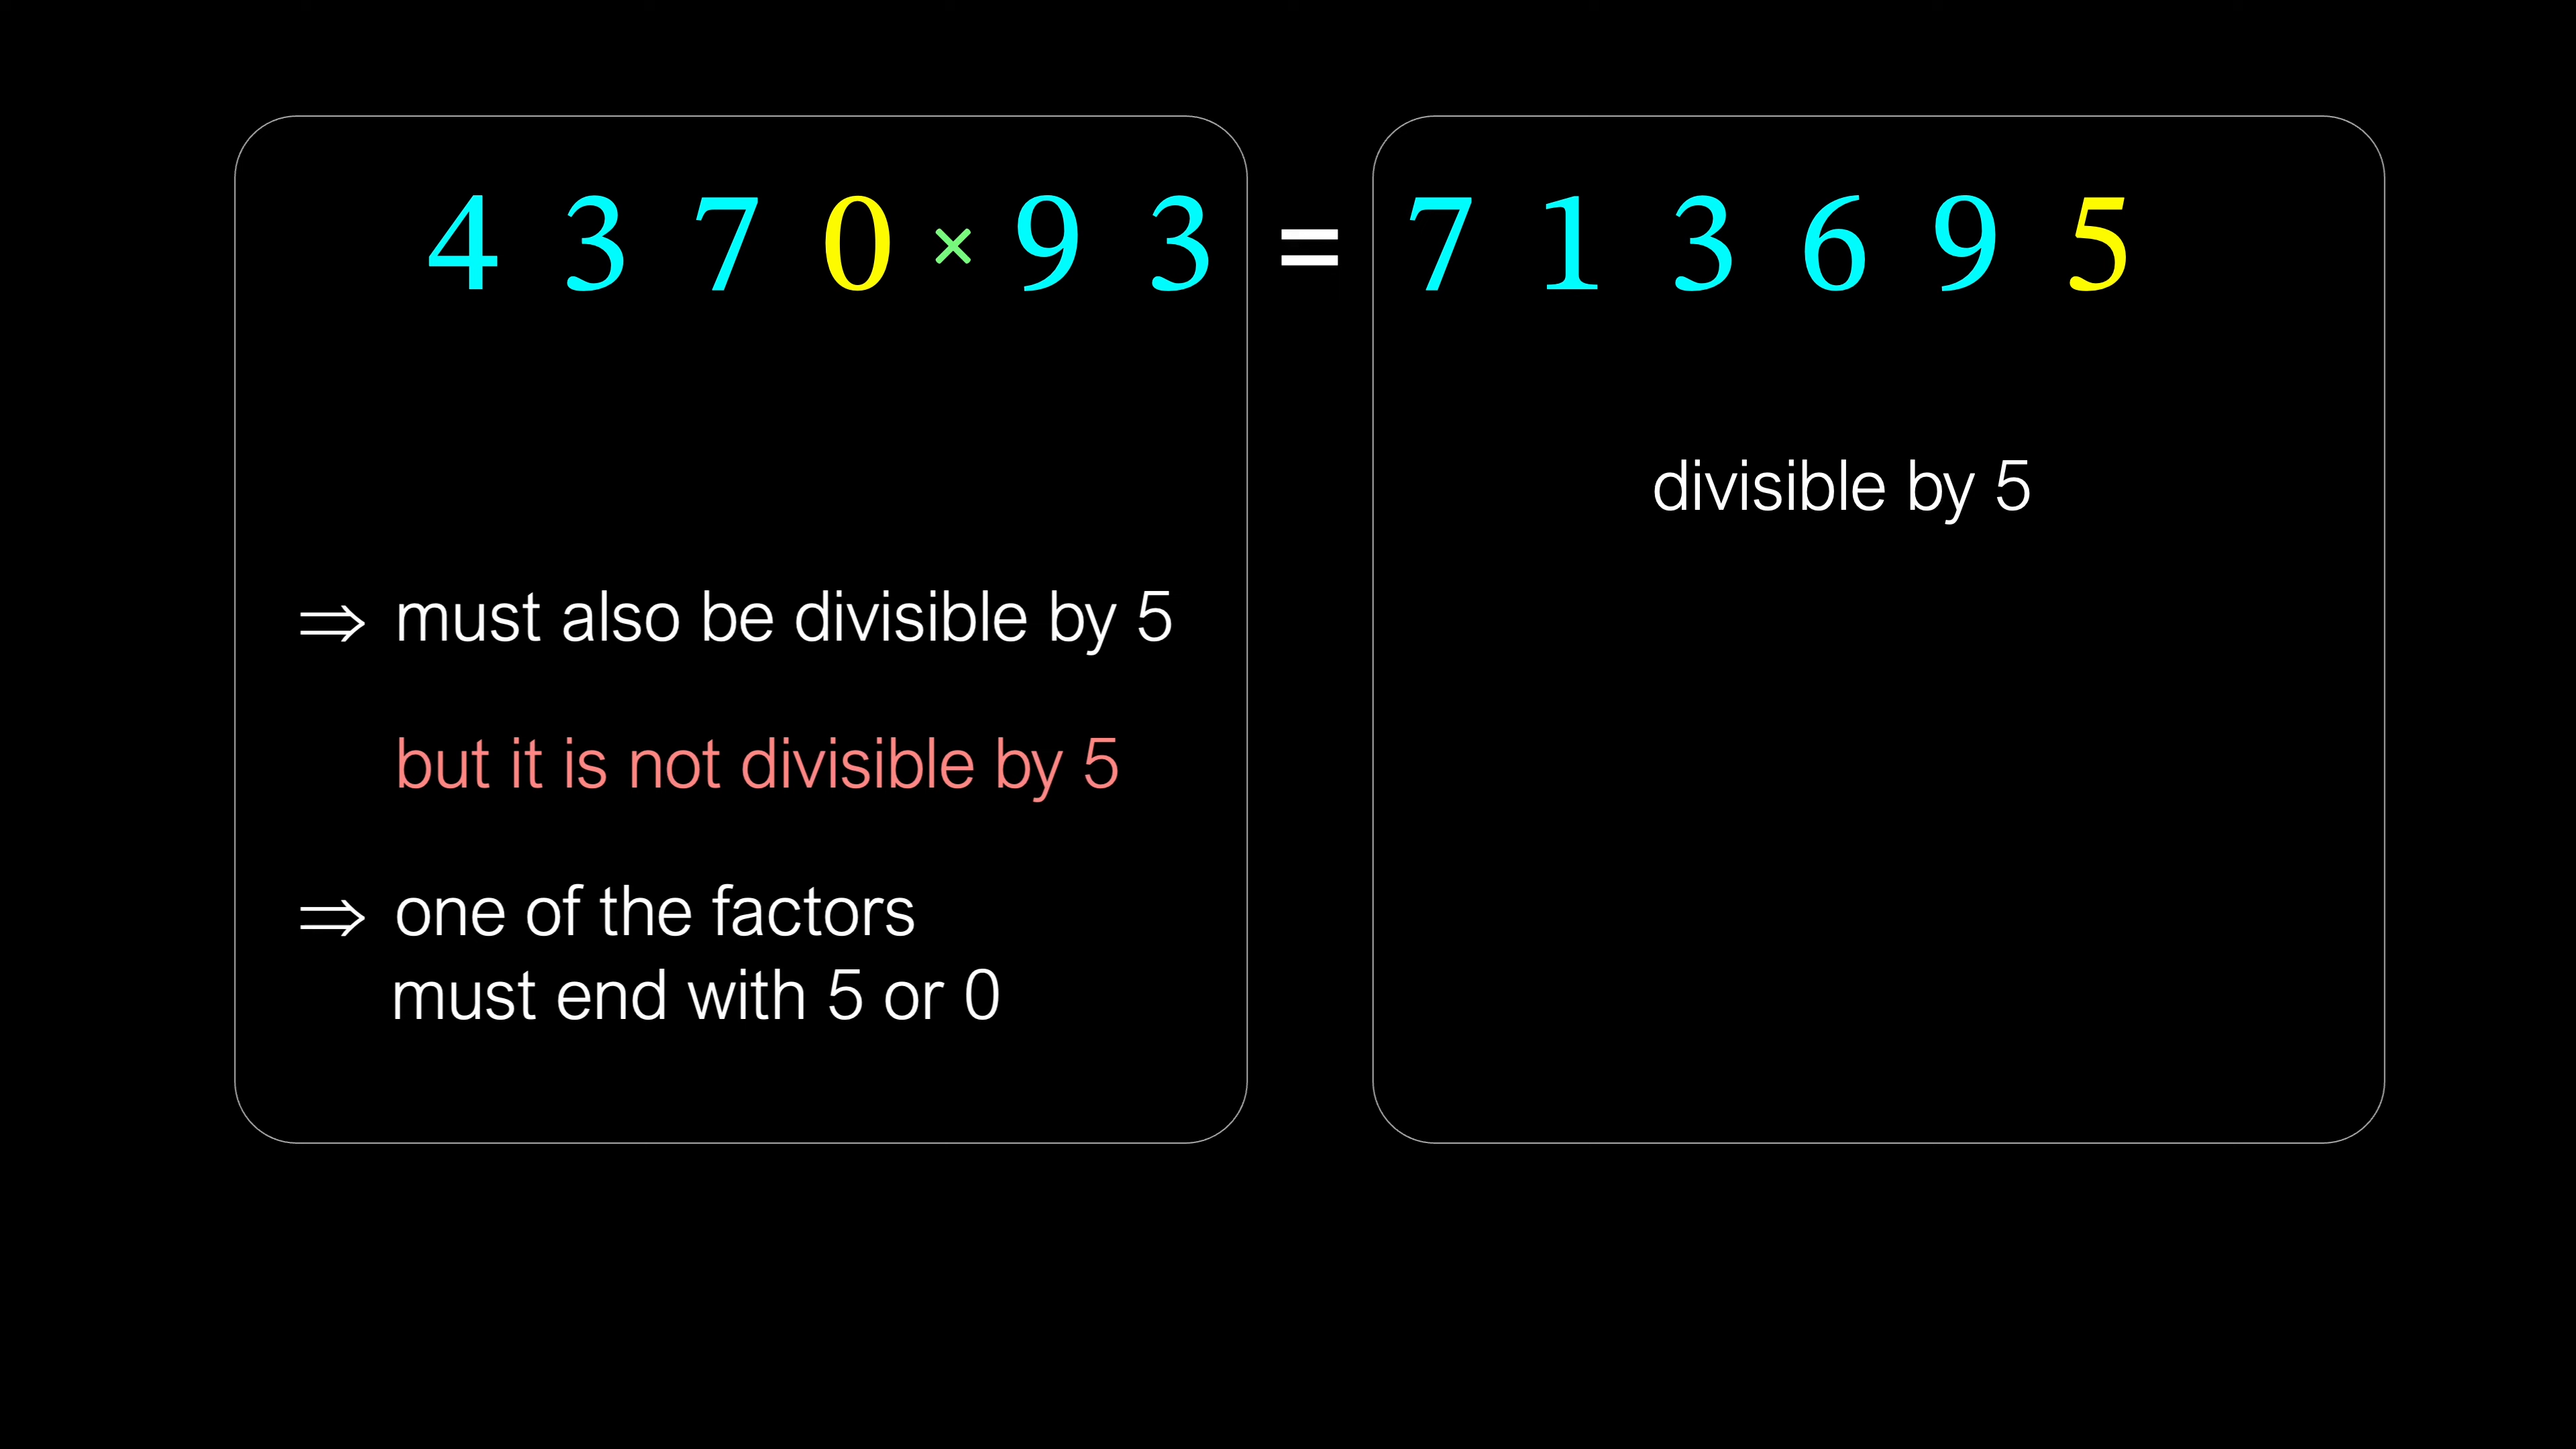 4 3 7 0 × 9 3 = 7 1 3 6 9 5
divisible by 5
⇒ must also be divisible by 5
but it is not divisible by 5
⇒ one of the factors
must end with 5 or 0